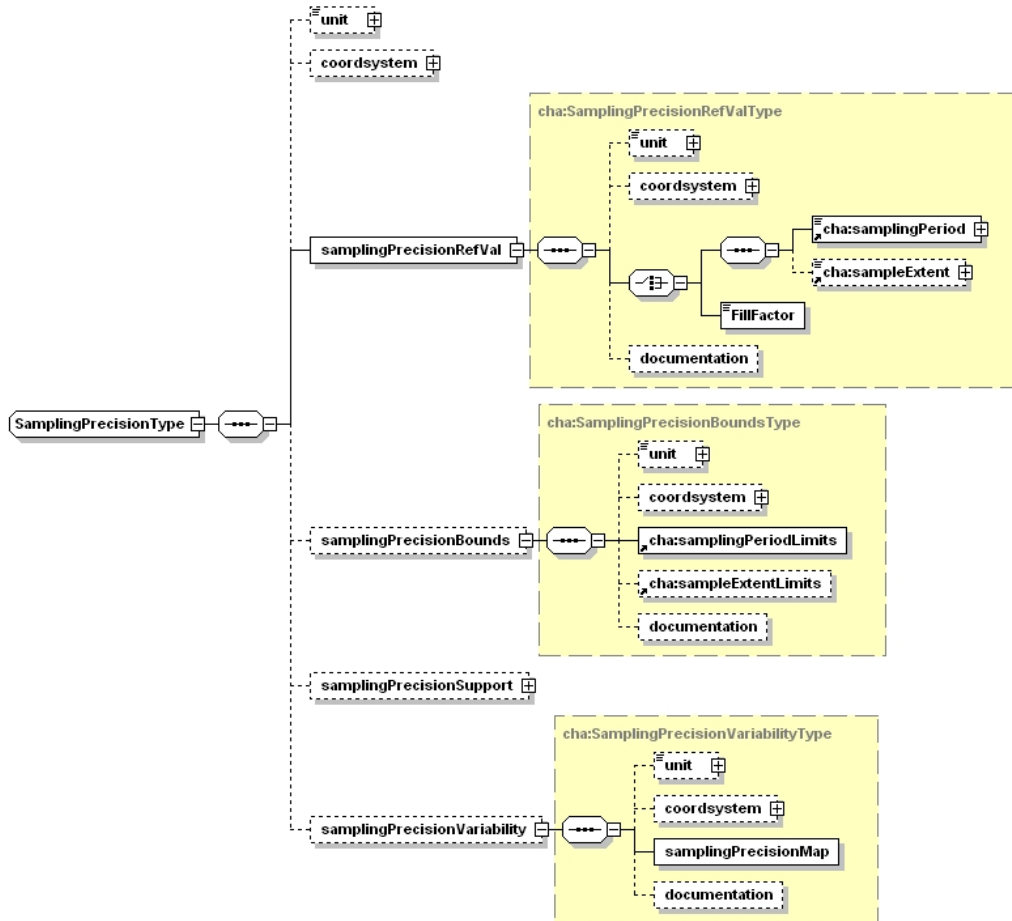 unit
coordsystem
cha:SamplingPrecisionRefValType
unit
coordsystem
samplingPrecisionRefVal
cha:samplingPeriod
cha:sampleExtent
FillFactor
documentation
SamplingPrecisionType
cha:SamplingPrecisionBoundsType
unit
coordsystem
samplingPrecisionBounds
cha:samplingPeriodLimits
cha:sampleExtentLimits
documentation
samplingPrecisionSupport
cha:SamplingPrecisionVariabilityType
unit
coordsystem
samplingPrecisionVariability
samplingPrecisionMap
documentation